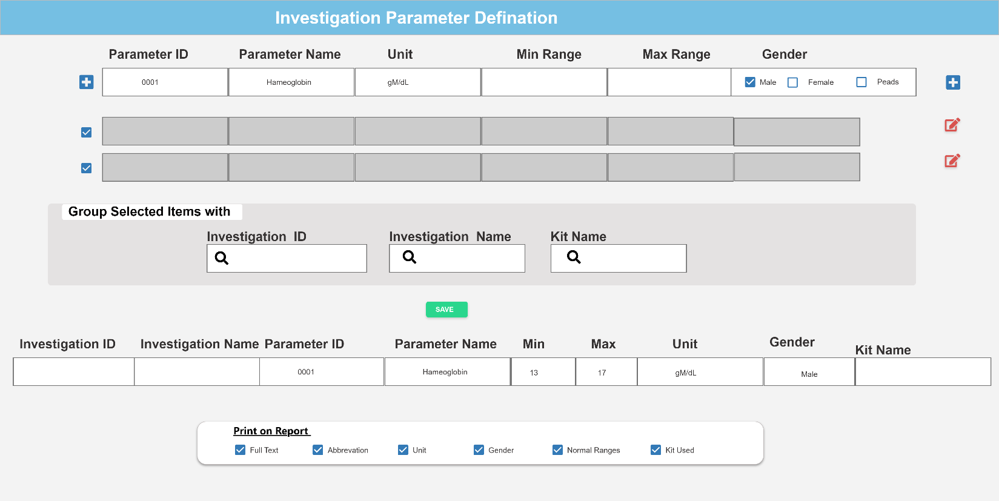 Investigation Parameter Defination
Parameter ID Parameter Name Unit Min Range Max Range Gender
0001 Hameoglobin gM/dL Male Female Peads
Group Selected Items with
Investigation ID Investigation Name Kit Name
SAVE
Investigation ID Investigation Name Parameter ID Parameter Name Min Max Unit Gender Kit Name
0001 Hameoglobin 13 17 gM/dL Male
Print on Report
Full Text Abbrevation Unit Gender Normal Ranges Kit Used